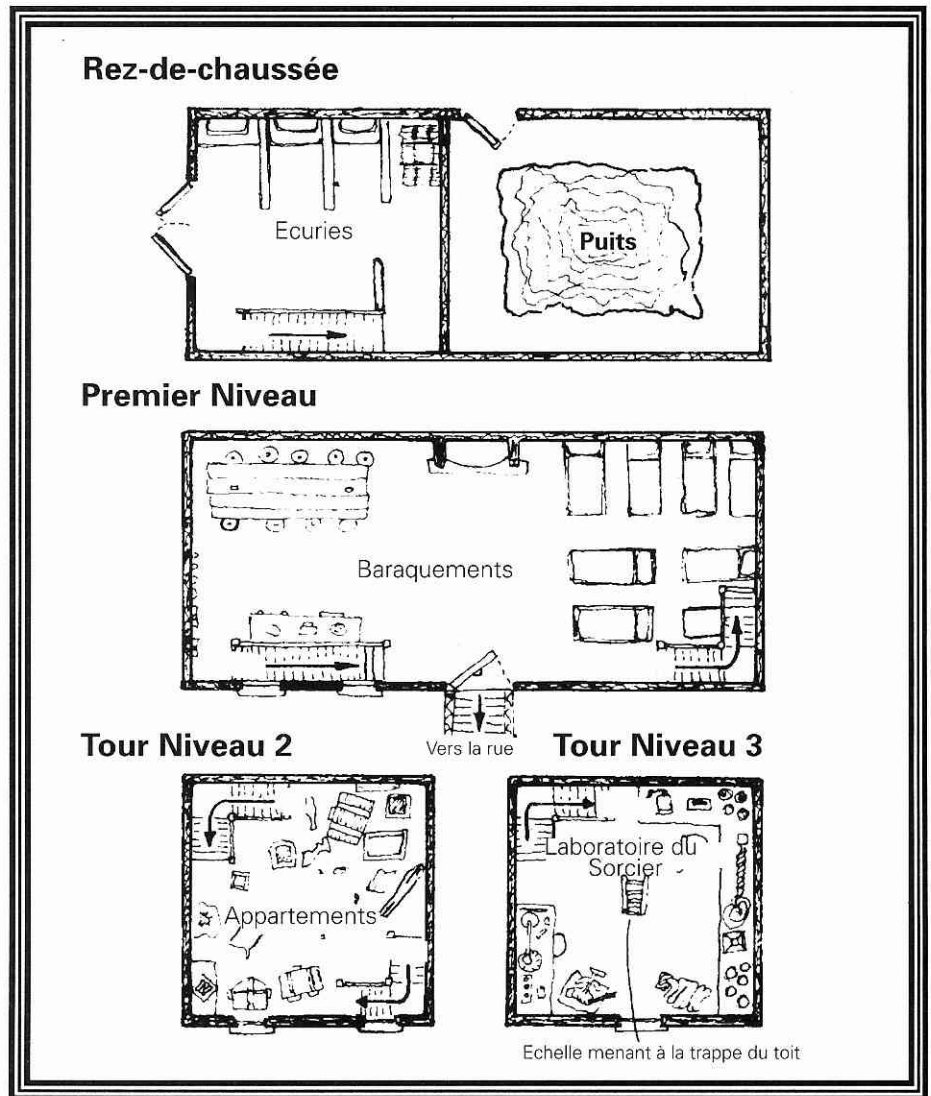 Rez-de-chaussée
Ecuries
Puits
Premier Niveau
Baraquements
Vers la rue
Tour Niveau 2
Tour Niveau 3
Appartements
Laboratoire du
Sorcier
Echelle menant à la trappe du toit